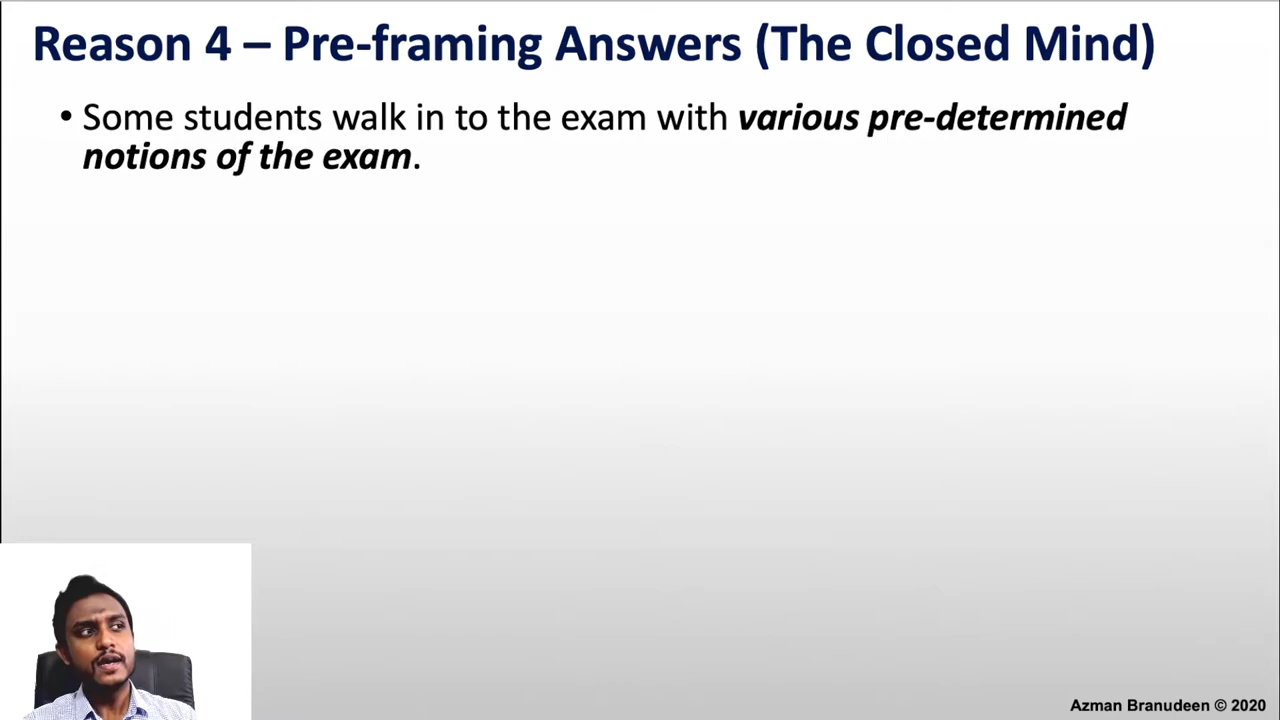 Reason 4 – Pre-framing Answers (The Closed Mind)
• Some students walk in to the exam with various pre-determined
notions of the exam.
Azman Branudeen © 2020